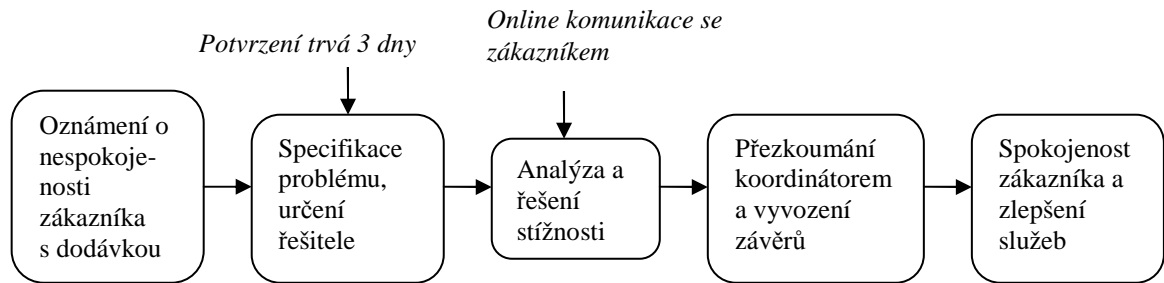 Potvrzení trvá 3 dny
Online komunikace se
zákazníkem
Oznámení o
nespokoje-
nosti
zákazníka
s dodávkou
Specifikace
problému,
určení
řešitele
Analýza a
řešení
stížnosti
Přezkoumání
koordinátorem
a vyvození
závěrů
Spokojenost
zákazníka a
zlepšení
služeb